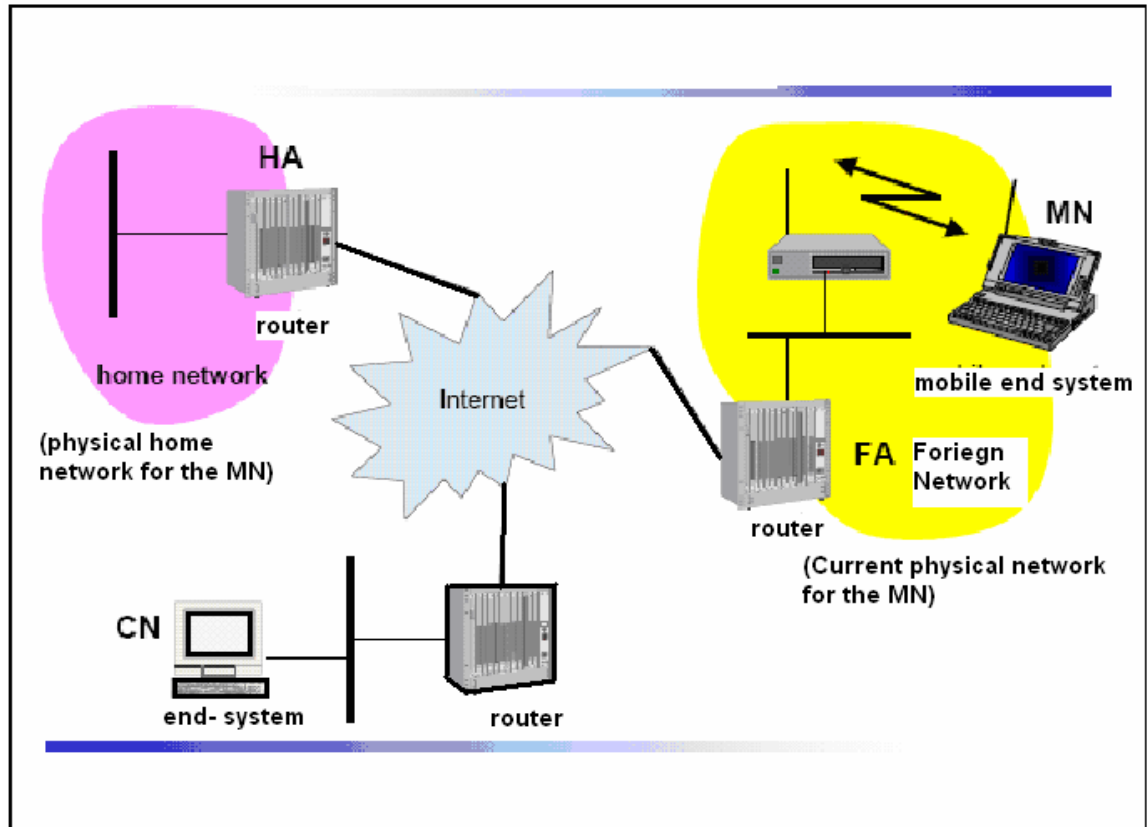 HA
router
home network
(physical home
network for the MN)
Internet
MN
mobile end system
FA
Foriegn
Network
router
(Current physical network
for the MN)
CN
end- system
router